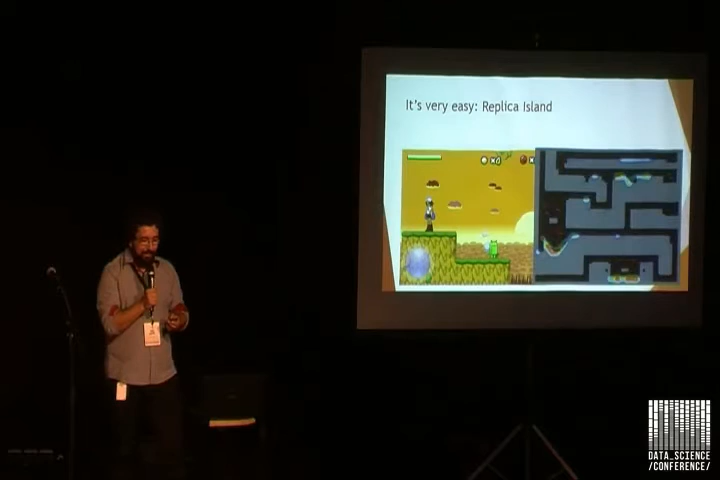 It's very easy: Replica Island
DATA_SCIENCE
/CONFERENCE/